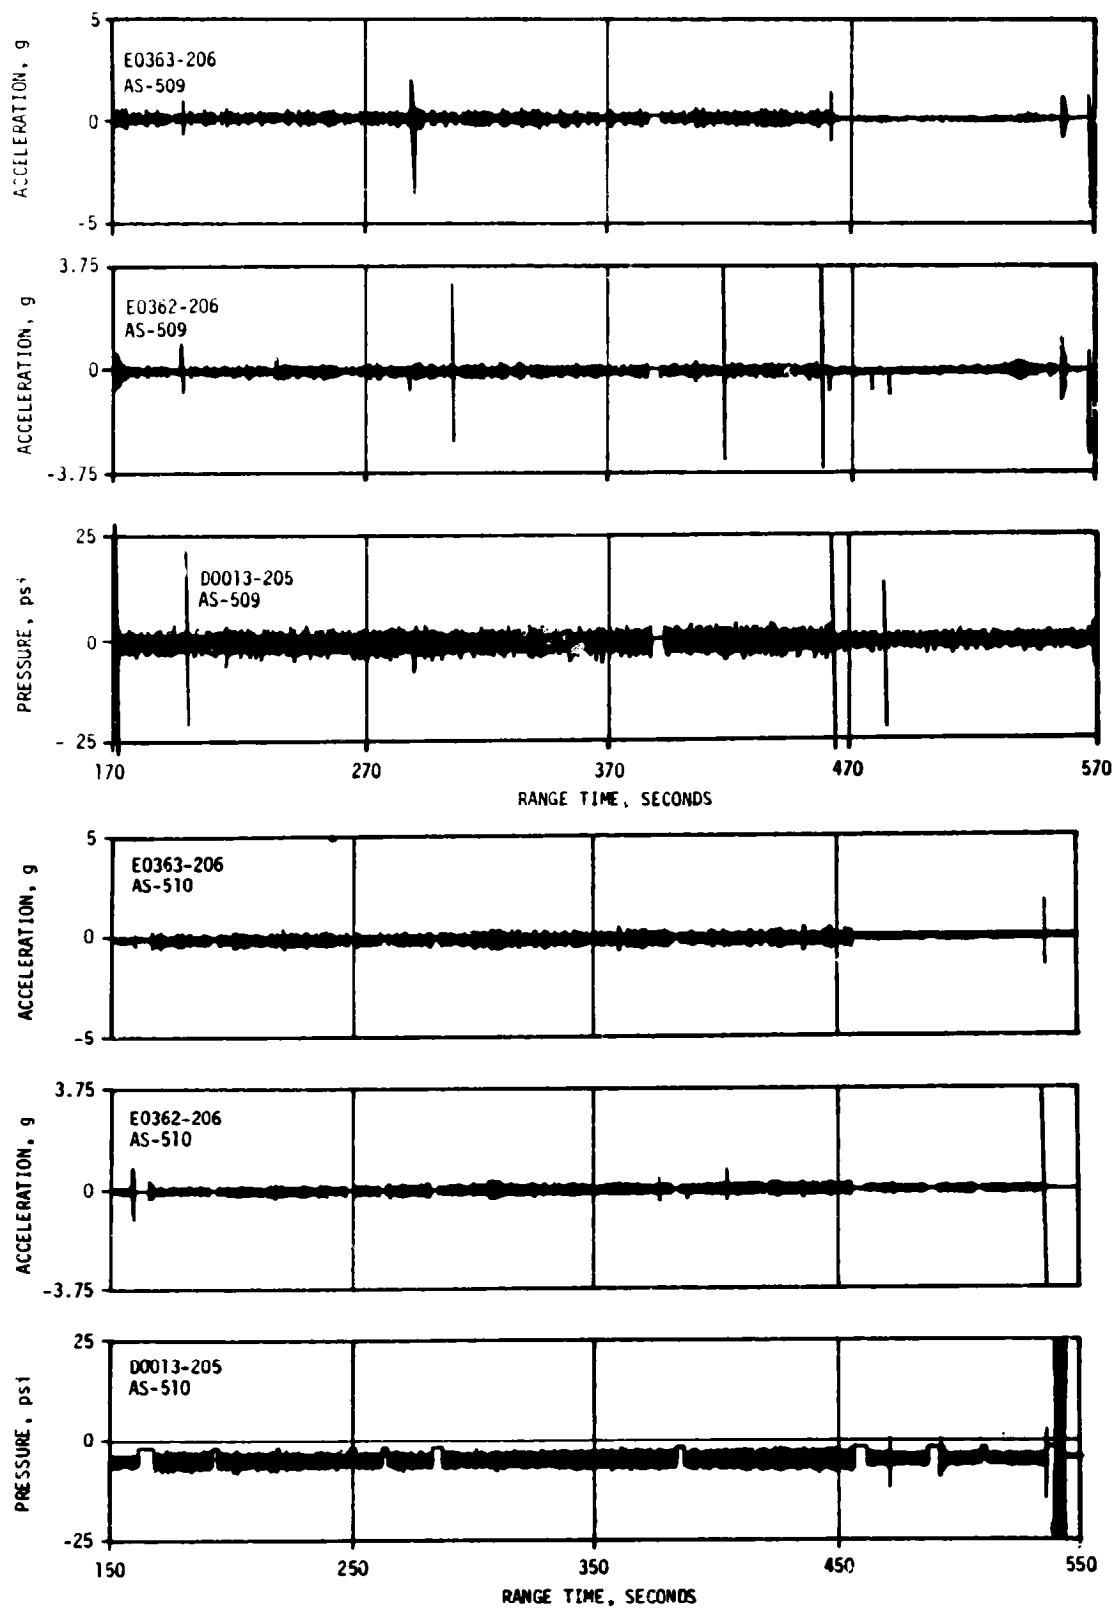 5
ACCELERATION, g
E0363-206
AS-509
0
-5
3.75
ACCELERATION, g
E0362-206
AS-509
0
-3.75
25
PRESSURE, psi
D0013-205
AS-509
0
- 25
170 270 370 470 570
RANGE TIME, SECONDS
5
ACCELERATION, g
E0363-206
AS-510
0
-5
3.75
ACCELERATION, g
E0362-206
AS-510
0
-3.75
25
PRESSURE, psi
D0013-205
AS-510
0
-25
150 250 350 450 550
RANGE TIME, SECONDS